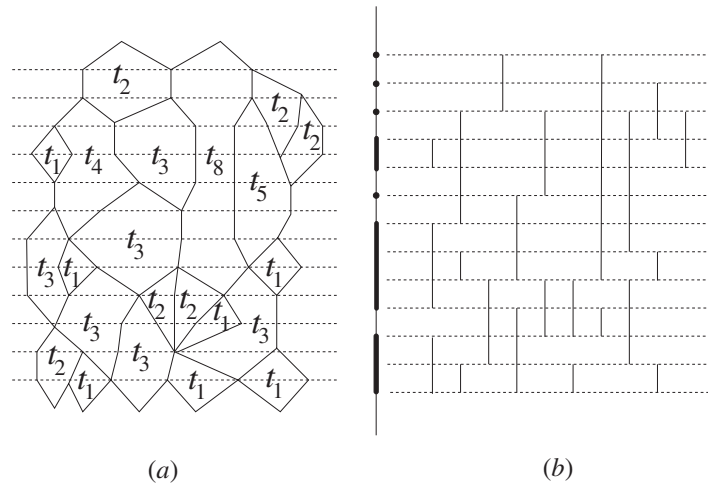 t₂
t₂
t₂
t₁ t₄ t₃ t₈
t₅
t₃
t₃ t₁ t₁
t₂ t₂ t₁
t₃ t₃
t₂ t₃
t₁ t₁ t₁
(a) (b)